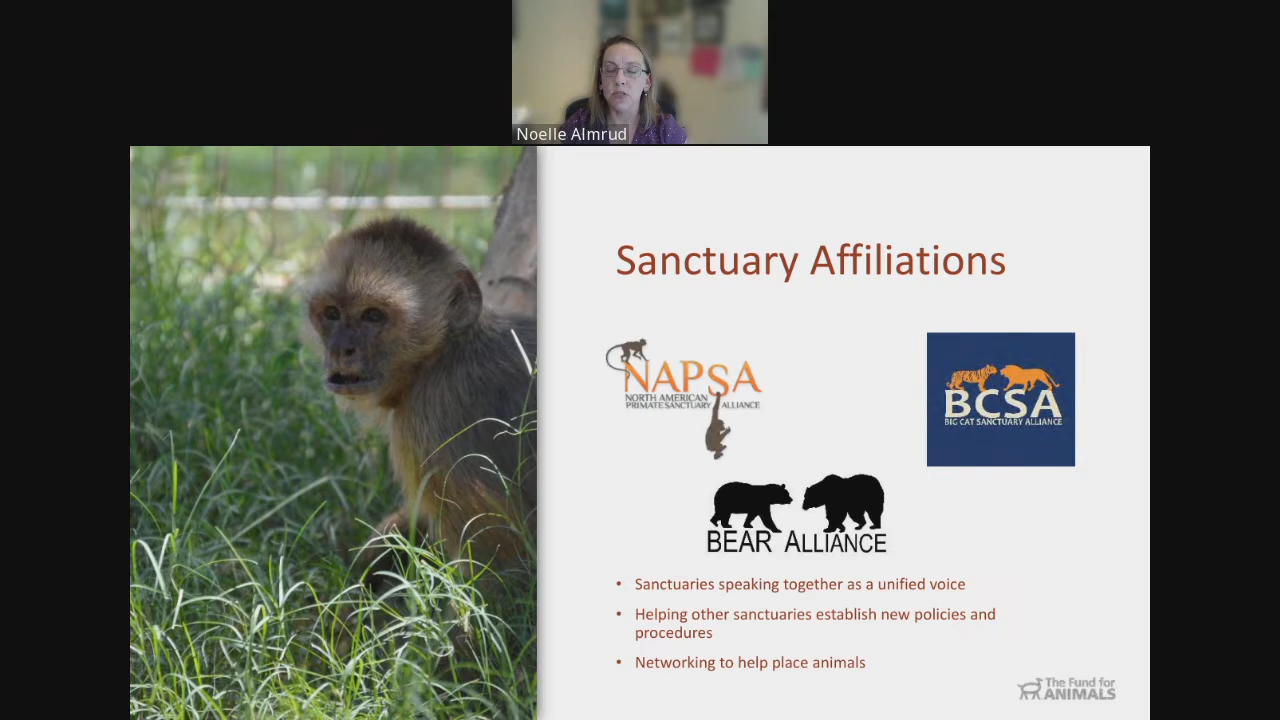 Noelle Almrud
Sanctuary Affiliations
NAPSA
NORTH AMERICAN
PRIMATE SANCTUARY ALLIANCE
BCSA
BIG CAT SANCTUARY ALLIANCE
BEAR ALLIANCE
• Sanctuaries speaking together as a unified voice
• Helping other sanctuaries establish new policies and
procedures
• Networking to help place animals
The Fund for
ANIMALS